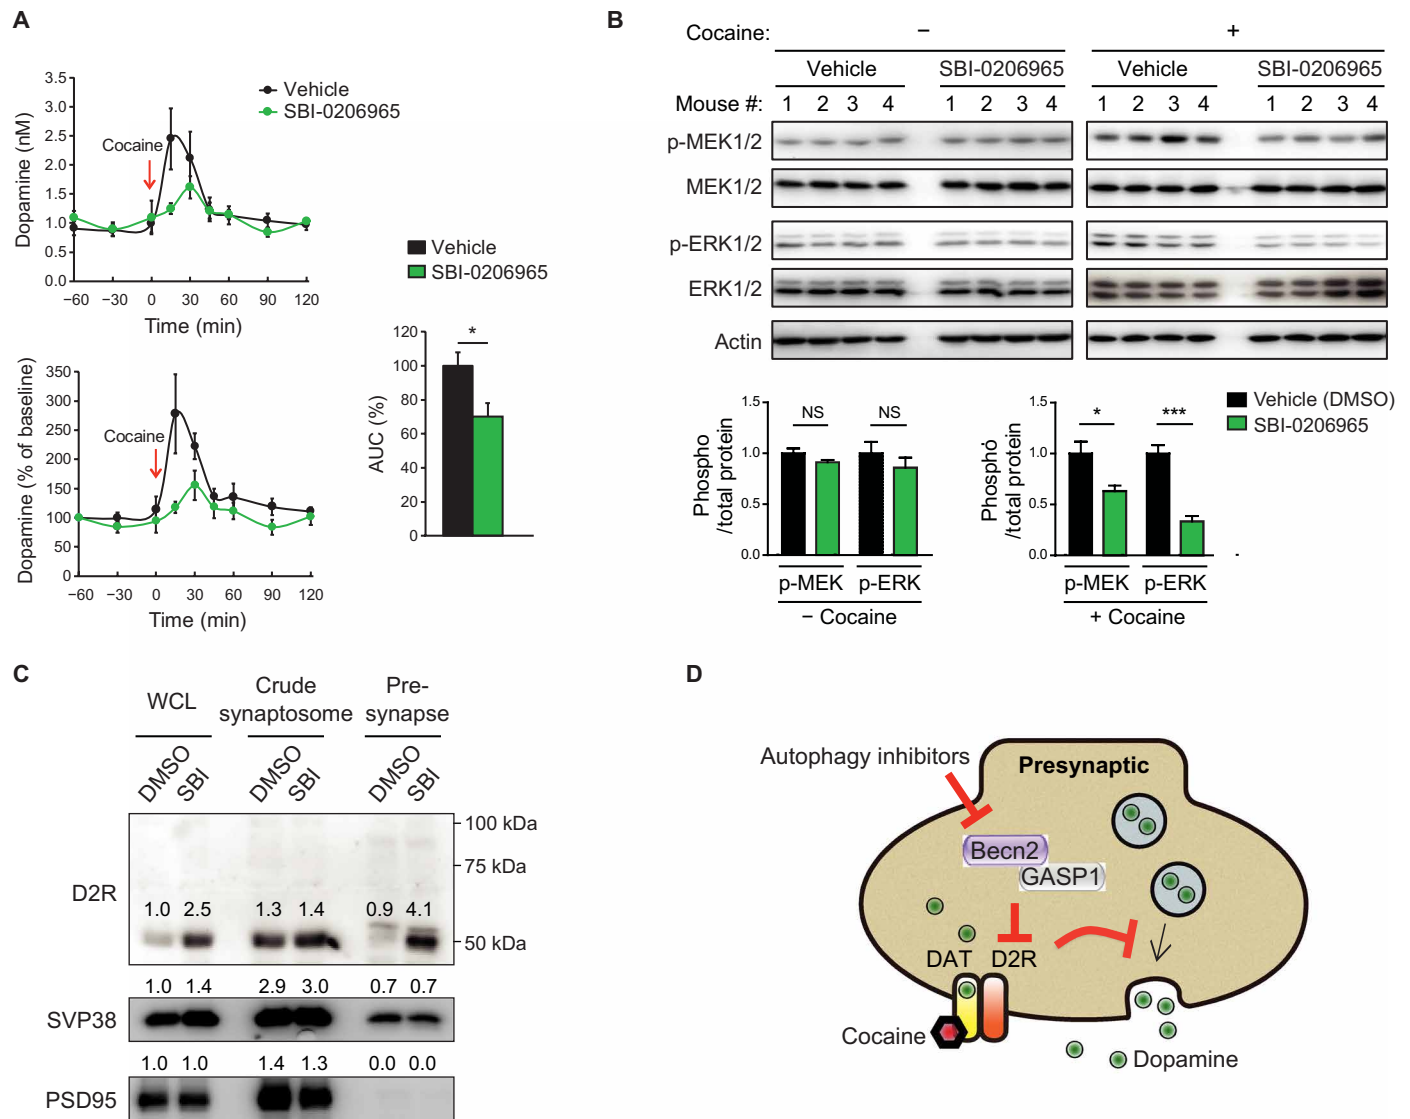 A
3.5
3.0
2.5
2.0
1.5
1.0
0.5
0.0
Dopamine (nM)
Cocaine
Vehicle
SBI-0206965
−60 −30 0 30 60 90 120
Time (min)
350
300
250
200
150
100
50
0
Dopamine (% of baseline)
Cocaine
−60 −30 0 30 60 90 120
Time (min)
Vehicle
SBI-0206965
120
100
80
60
40
20
0
AUC (%)
*
B
Cocaine: − +
Vehicle SBI-0206965 Vehicle SBI-0206965
Mouse #: 1 2 3 4 1 2 3 4 1 2 3 4 1 2 3 4
p-MEK1/2
MEK1/2
p-ERK1/2
ERK1/2
Actin
1.5
1.0
0.5
0.0
Phospho
/total protein
NS NS
p-MEK p-ERK
− Cocaine
1.5
1.0
0.5
0.0
Phospho
/total protein
* ***
p-MEK p-ERK
+ Cocaine
Vehicle (DMSO)
SBI-0206965
C
WCL
Crude
synaptosome
Pre-
synapse
DMSO SBI DMSO SBI DMSO SBI
100 kDa
75 kDa
50 kDa
D2R
1.0 2.5 1.3 1.4 0.9 4.1
1.0 1.4 2.9 3.0 0.7 0.7
SVP38
1.0 1.0 1.4 1.3 0.0 0.0
PSD95
D
Autophagy inhibitors
Presynaptic
Becn2
GASP1
DAT D2R
Cocaine
Dopamine